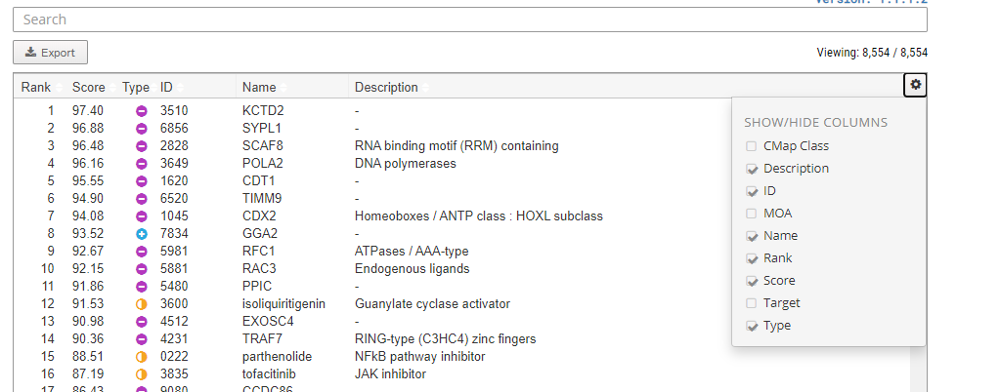 Version: 1.1.1.2
Search
Export
Viewing: 8,554 / 8,554
Rank Score Type ID Name Description
1 97.40 3510 KCTD2 -
2 96.88 6856 SYPL1 -
3 96.48 2828 SCAF8 RNA binding motif (RRM) containing
4 96.16 3649 POLA2 DNA polymerases
5 95.55 1620 CDT1 -
6 94.90 6520 TIMM9 -
7 94.08 1045 CDX2 Homeoboxes / ANTP class : HOXL subclass
8 93.52 7834 GGA2 -
9 92.67 5981 RFC1 ATPases / AAA-type
10 92.15 5881 RAC3 Endogenous ligands
11 91.86 5480 PPIC -
12 91.53 3600 isoliquiritigenin Guanylate cyclase activator
13 90.98 4512 EXOSC4 -
14 90.36 4231 TRAF7 RING-type (C3HC4) zinc fingers
15 88.51 0222 parthenolide NFkB pathway inhibitor
16 87.19 3835 tofacitinib JAK inhibitor
17 86.43 9080 CCDC86
SHOW/HIDE COLUMNS
CMap Class
Description
ID
MOA
Name
Rank
Score
Target
Type